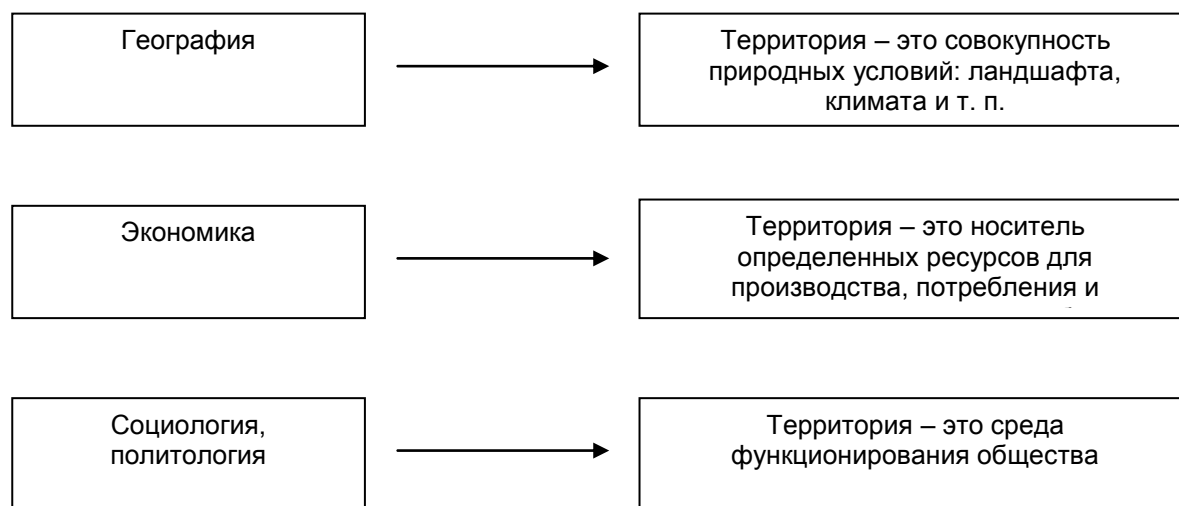 География
Территория – это совокупность
природных условий: ландшафта,
климата и т. п.
Экономика
Территория – это носитель
определенных ресурсов для
производства, потребления и
Социология,
политология
Территория – это среда
функционирования общества